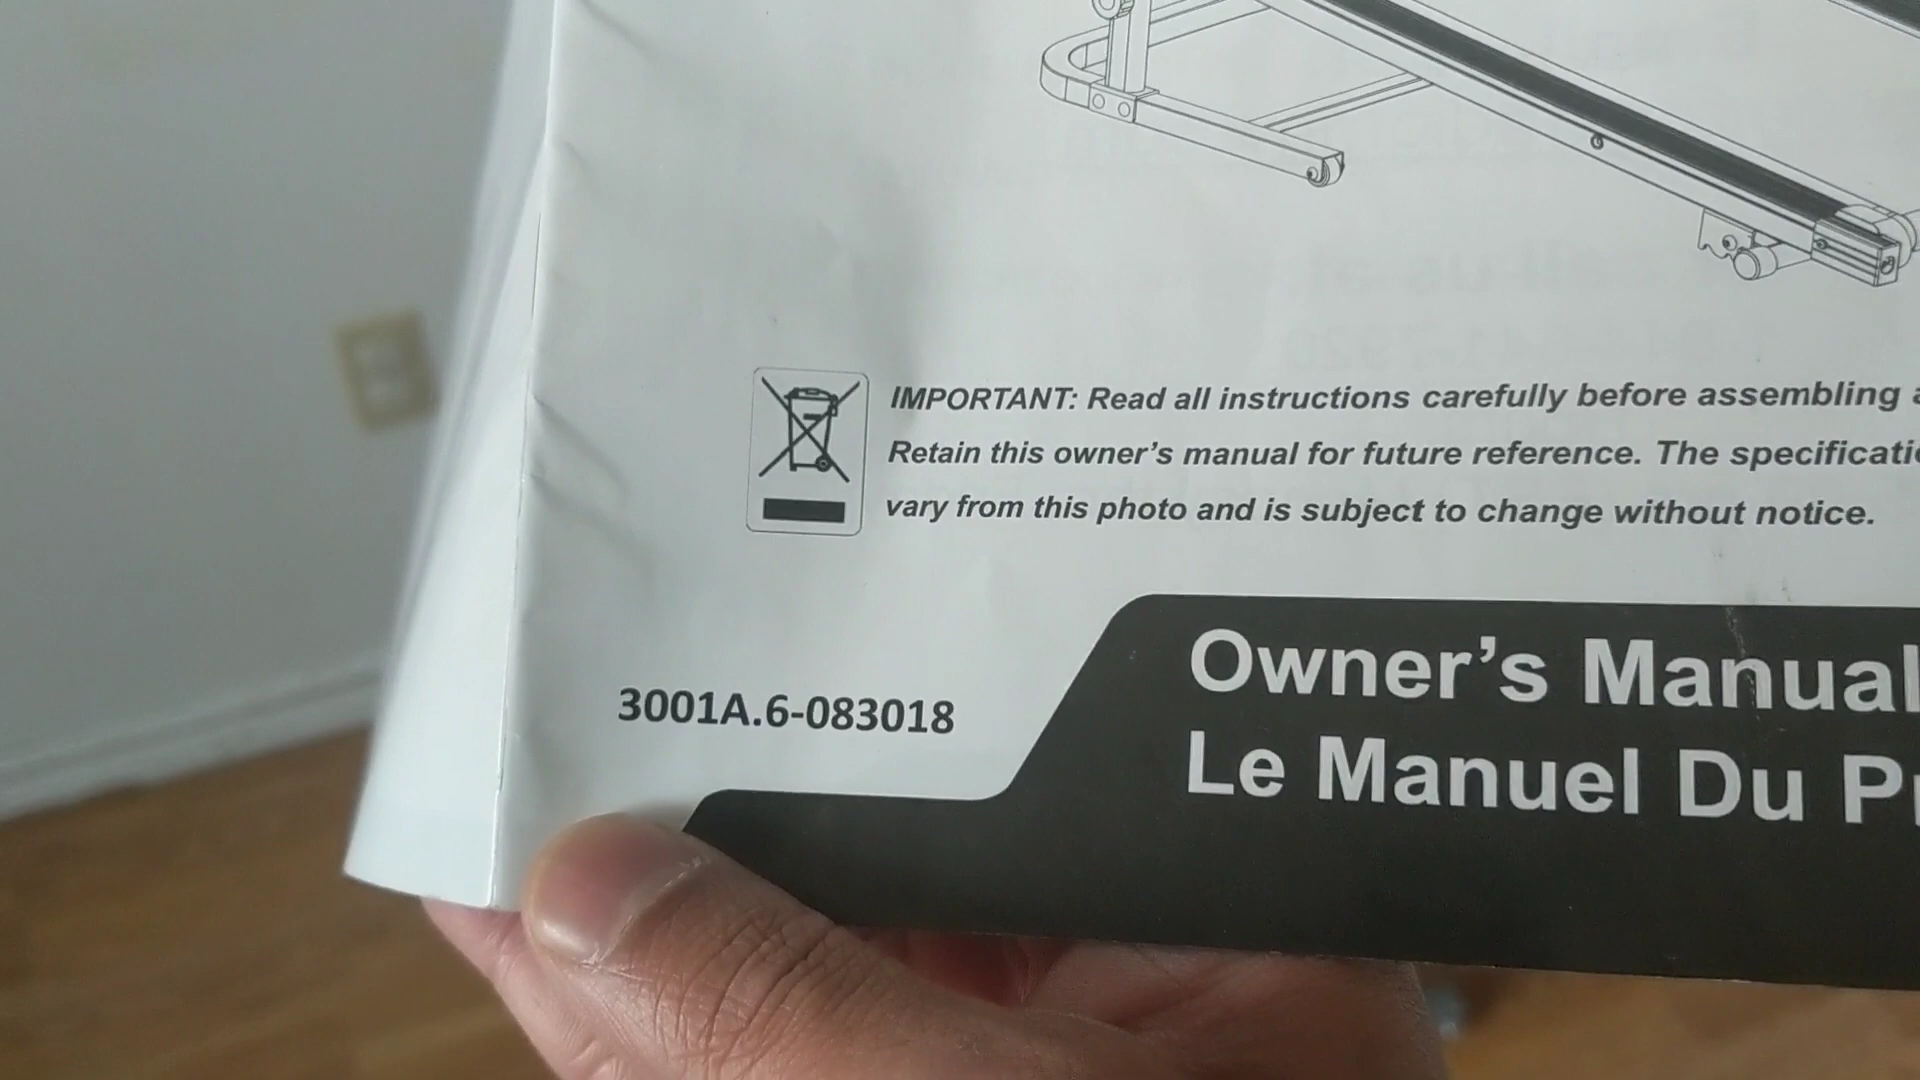 IMPORTANT: Read all instructions carefully before assembling
Retain this owner's manual for future reference. The
vary from this photo and is subject to change without notice.
3001A.6-083018
Owner's Manual
Le Manuel Du